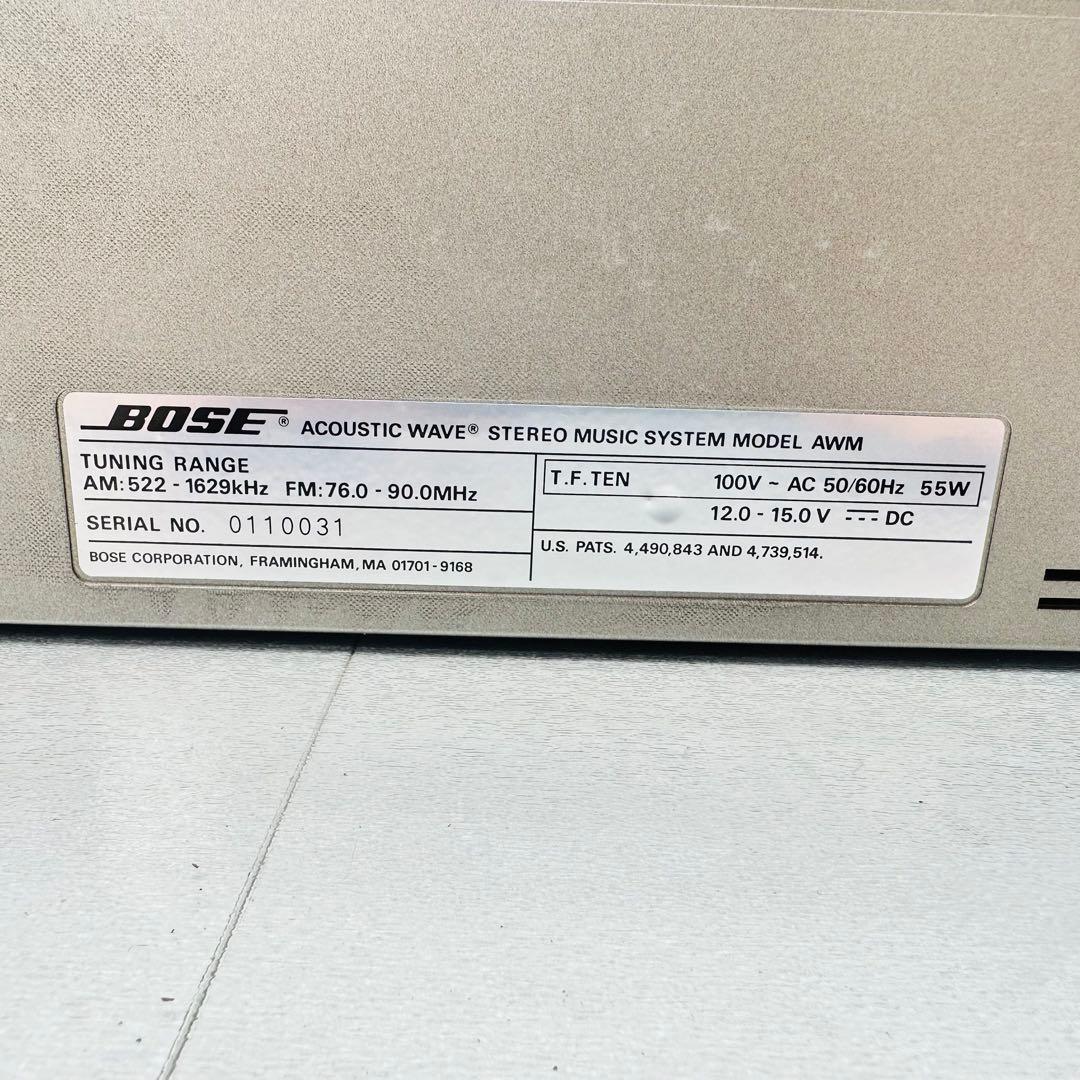 BOSE® ACOUSTIC WAVE® STEREO MUSIC SYSTEM MODEL AWM
TUNING RANGE
AM: 522 - 1629kHz FM: 76.0 - 90.0MHz
SERIAL NO. 0110031
BOSE CORPORATION, FRAMINGHAM, MA 01701-9168
T.F. TEN 100V ~ AC 50/60Hz 55W
12.0 - 15.0 V ⎓ DC
U.S. PATS. 4,490,843 AND 4,739,514.